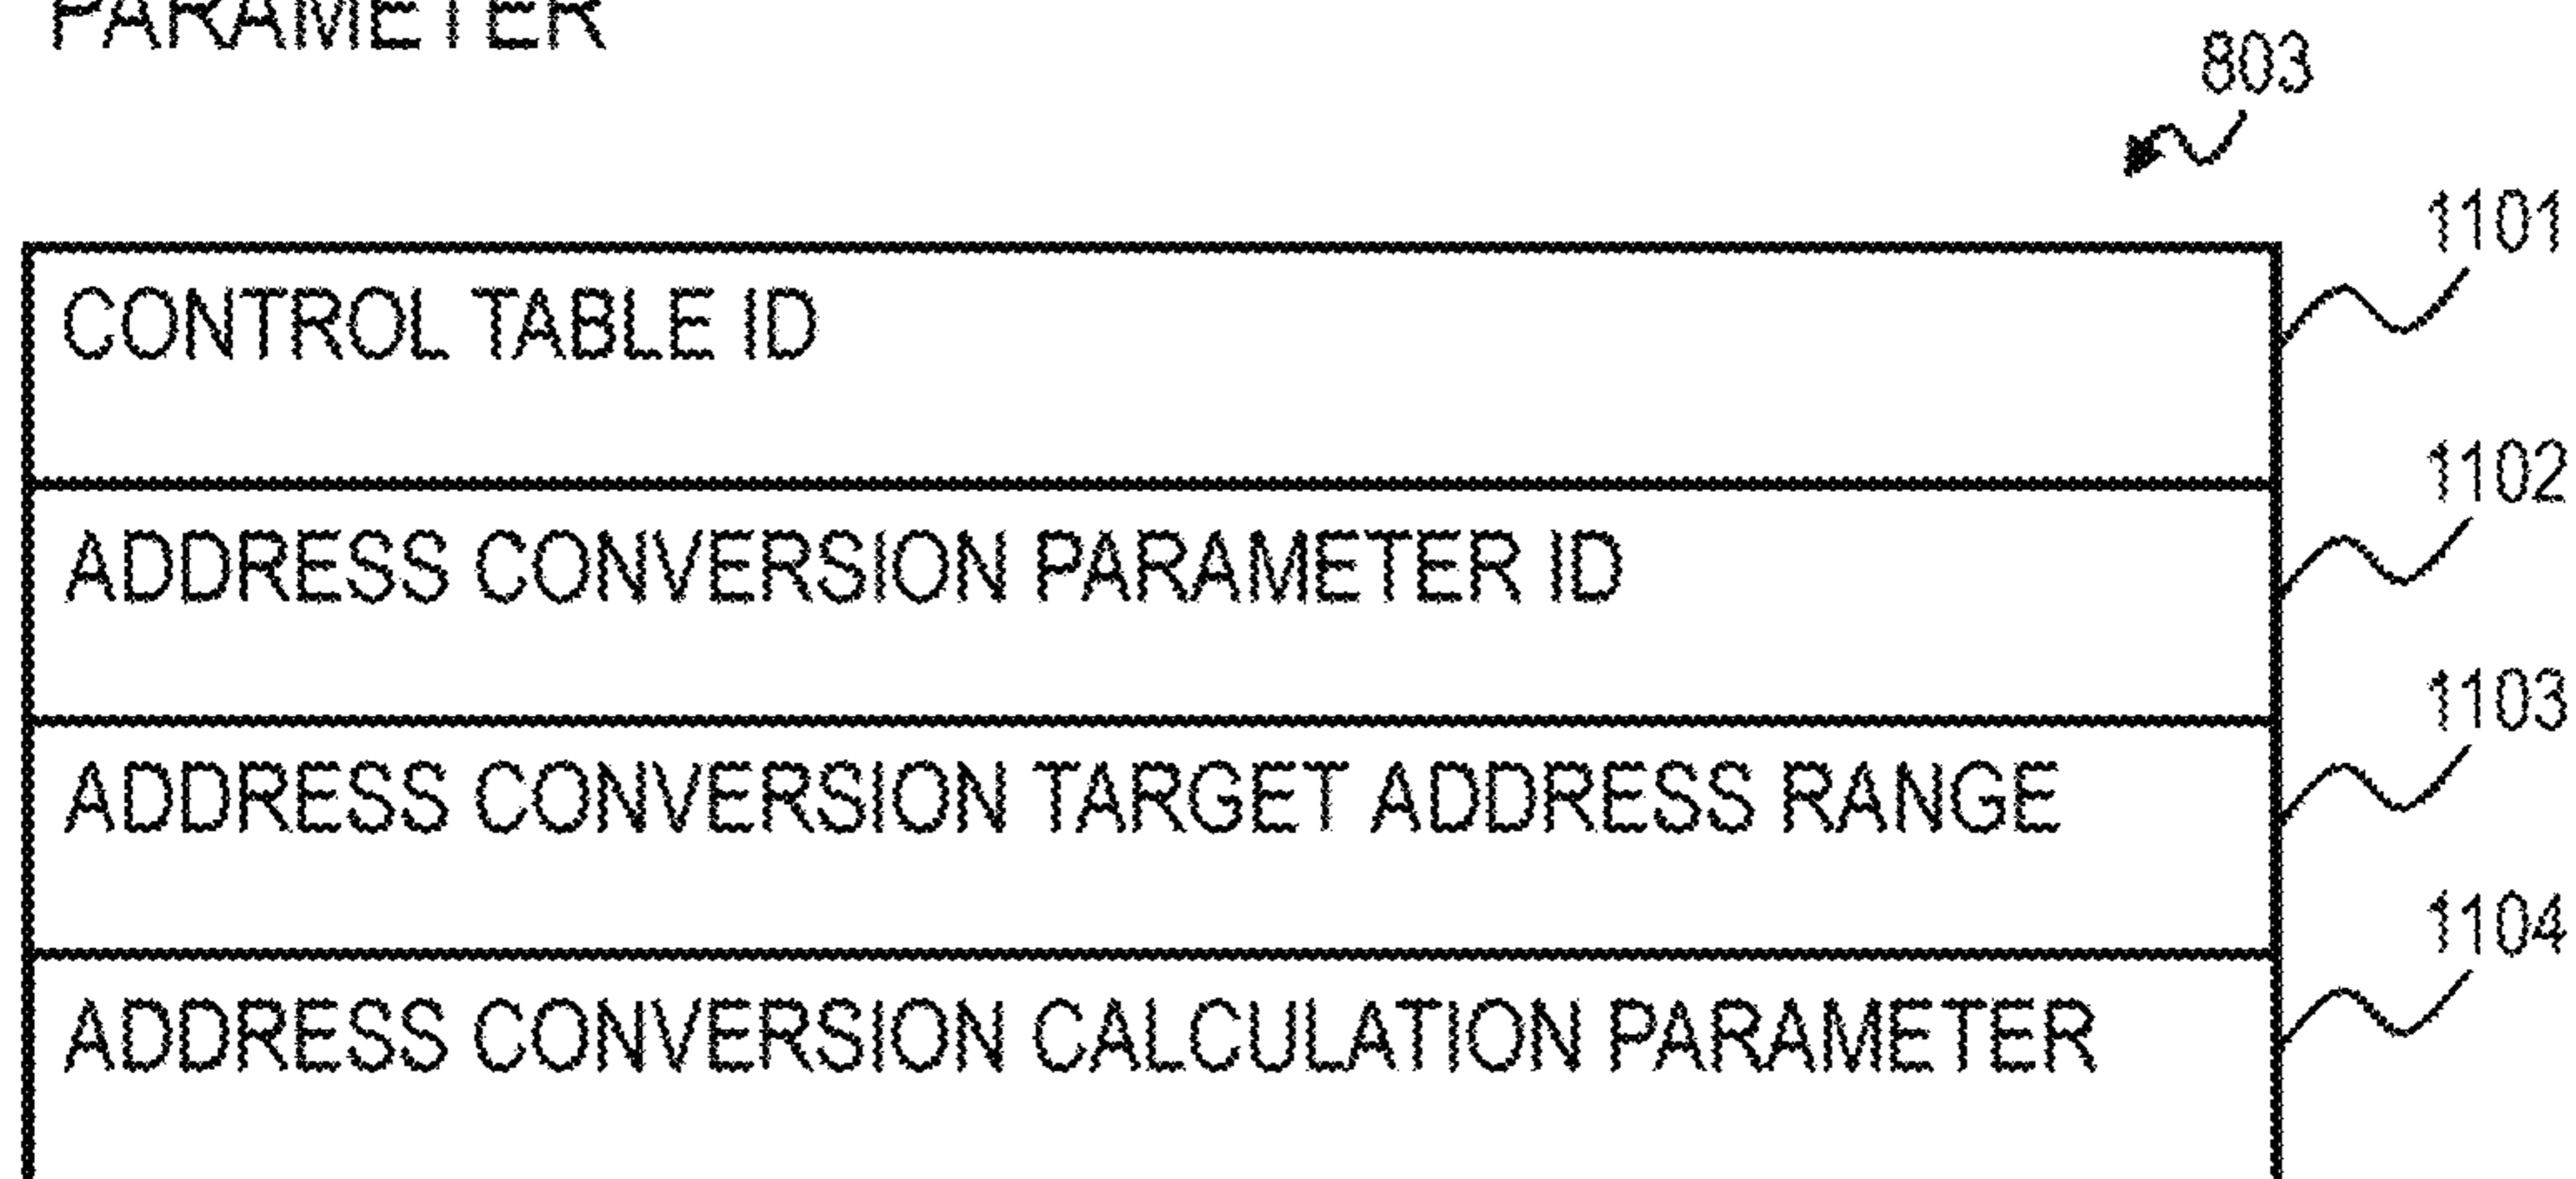 PARAMETER
803
1101
CONTROL TABLE ID
1102
ADDRESS CONVERSION PARAMETER ID
1103
ADDRESS CONVERSION TARGET ADDRESS RANGE
1104
ADDRESS CONVERSION CALCULATION PARAMETER